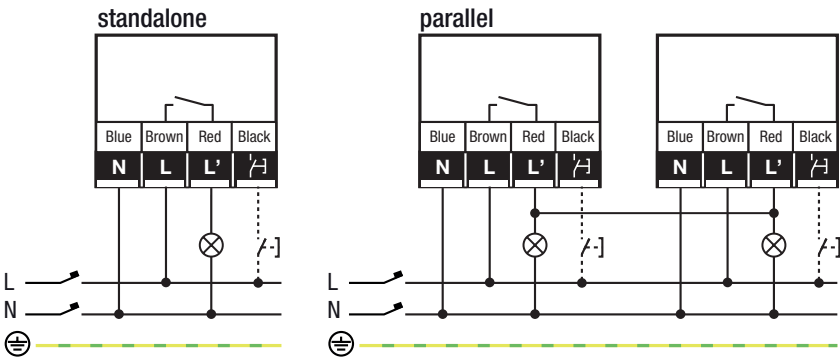 standalone parallel
Blue Brown Red Black Blue Brown Red Black Blue Brown Red Black
N L L’ N L L’ N L L’
L L
N N